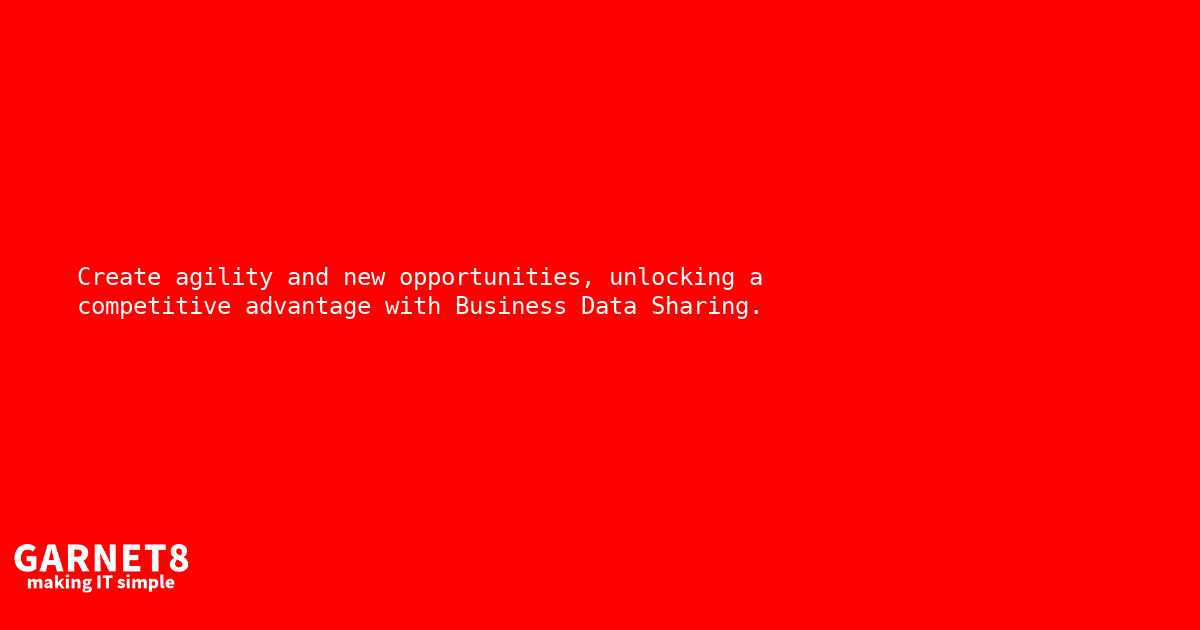 Create agility and new opportunities, unlocking a
competitive advantage with Business Data Sharing.
GARNET8
making IT simple